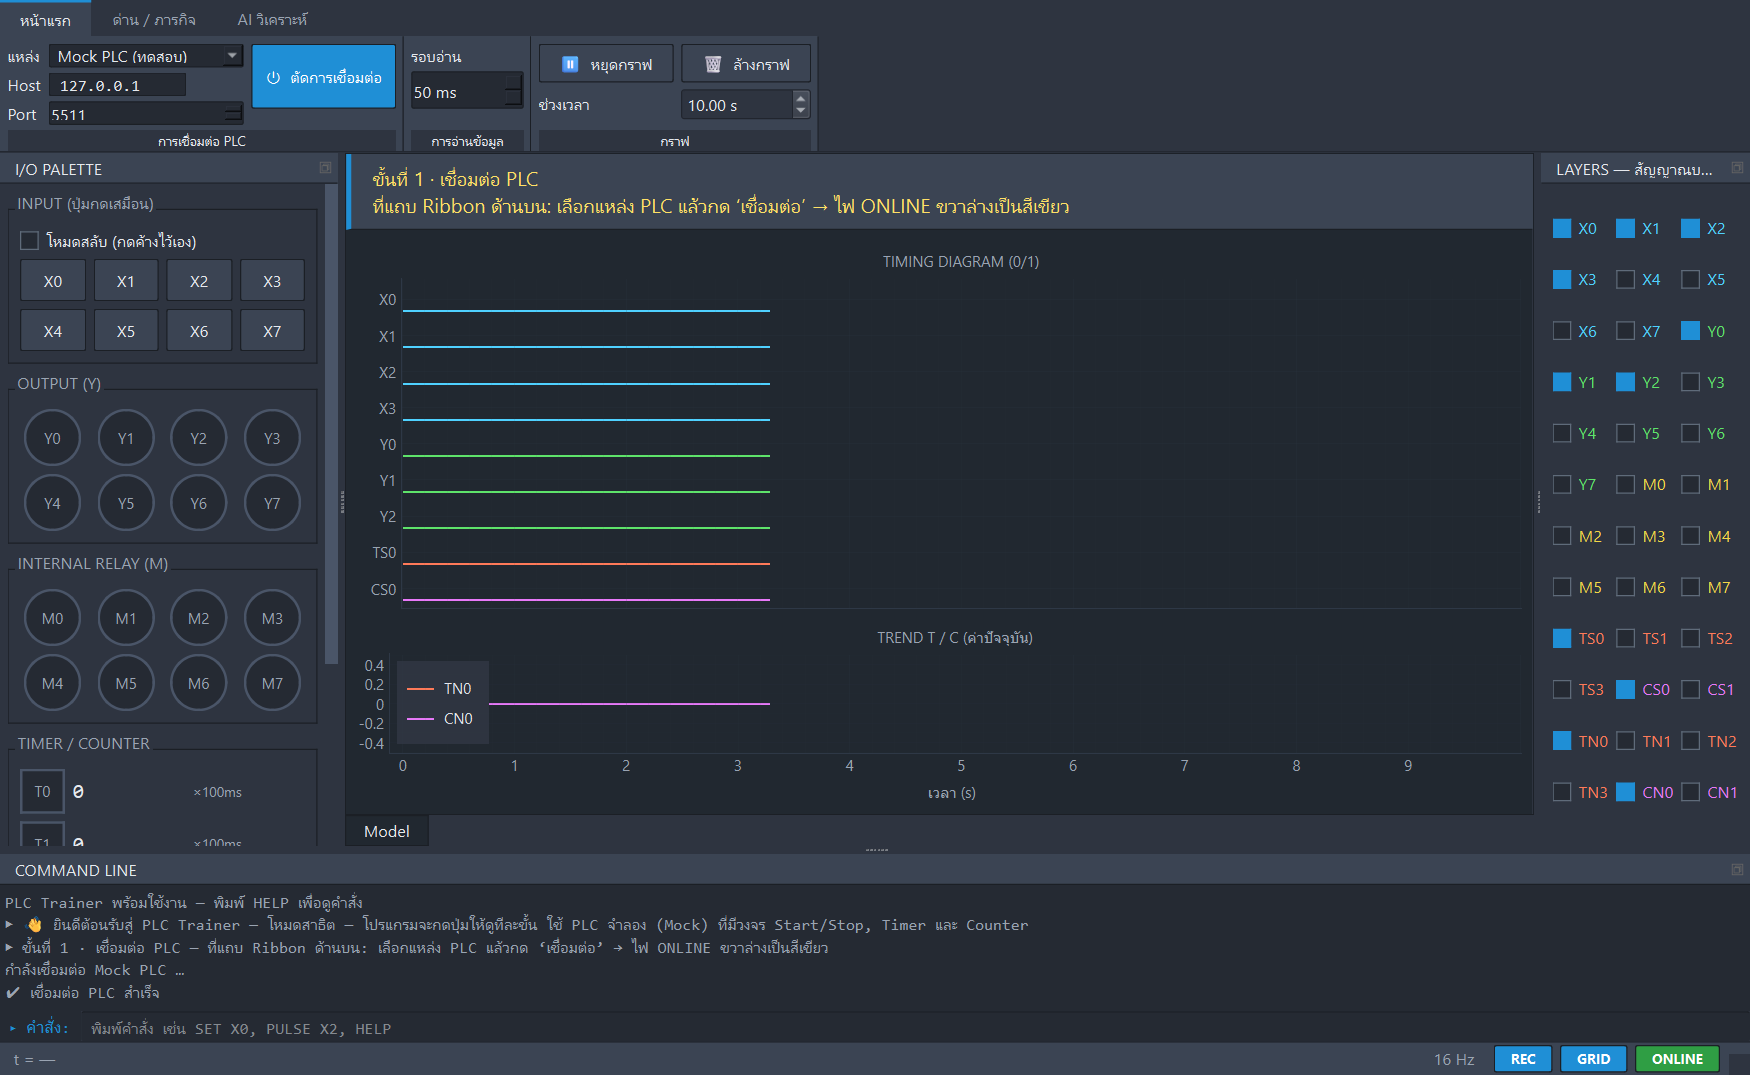 หน้าแรก
ด่าน / ภารกิจ
AI วิเคราะห์
แหล่ง
Mock PLC (ทดสอบ)
Host
127.0.0.1
Port
5511
ตัดการเชื่อมต่อ
การเชื่อมต่อ PLC
รอบอ่าน
50 ms
การอ่านข้อมูล
หยุดกราฟ
ล้างกราฟ
ช่วงเวลา
10.00 s
กราฟ
I/O PALETTE
INPUT (ปุ่มกดเสมือน)
โหมดสลับ (กดค้างไว้เอง)
X0 X1 X2 X3
X4 X5 X6 X7
OUTPUT (Y)
Y0 Y1 Y2 Y3
Y4 Y5 Y6 Y7
INTERNAL RELAY (M)
M0 M1 M2 M3
M4 M5 M6 M7
TIMER / COUNTER
T0 0 ×100ms
T1 0 ×100ms
ขั้นที่ 1 · เชื่อมต่อ PLC
ที่แถบ Ribbon ด้านบน: เลือกแหล่ง PLC แล้วกด ‘เชื่อมต่อ’ → ไฟ ONLINE ขวาล่างเป็นสีเขียว
TIMING DIAGRAM (0/1)
X0
X1
X2
X3
Y0
Y1
Y2
TS0
CS0
TREND T / C (ค่าปัจจุบัน)
0.4
0.2
0
-0.2
-0.4
TN0
CN0
0 1 2 3 4 5 6 7 8 9
เวลา (s)
Model
LAYERS — สัญญาณบ...
X0 X1 X2
X3 X4 X5
X6 X7 Y0
Y1 Y2 Y3
Y4 Y5 Y6
Y7 M0 M1
M2 M3 M4
M5 M6 M7
TS0 TS1 TS2
TS3 CS0 CS1
TN0 TN1 TN2
TN3 CN0 CN1
COMMAND LINE
PLC Trainer พร้อมใช้งาน — พิมพ์ HELP เพื่อดูคำสั่ง
▸ 👋 ยินดีต้อนรับสู่ PLC Trainer — โหมดสาธิต — โปรแกรมจะกดปุ่มให้ดูทีละขั้น ใช้ PLC จำลอง (Mock) ที่มีวงจร Start/Stop, Timer และ Counter
▸ ขั้นที่ 1 · เชื่อมต่อ PLC — ที่แถบ Ribbon ด้านบน: เลือกแหล่ง PLC แล้วกด ‘เชื่อมต่อ’ → ไฟ ONLINE ขวาล่างเป็นสีเขียว
กำลังเชื่อมต่อ Mock PLC …
✔ เชื่อมต่อ PLC สำเร็จ
▸ คำสั่ง: พิมพ์คำสั่ง เช่น SET X0, PULSE X2, HELP
t = —
16 Hz
REC
GRID
ONLINE